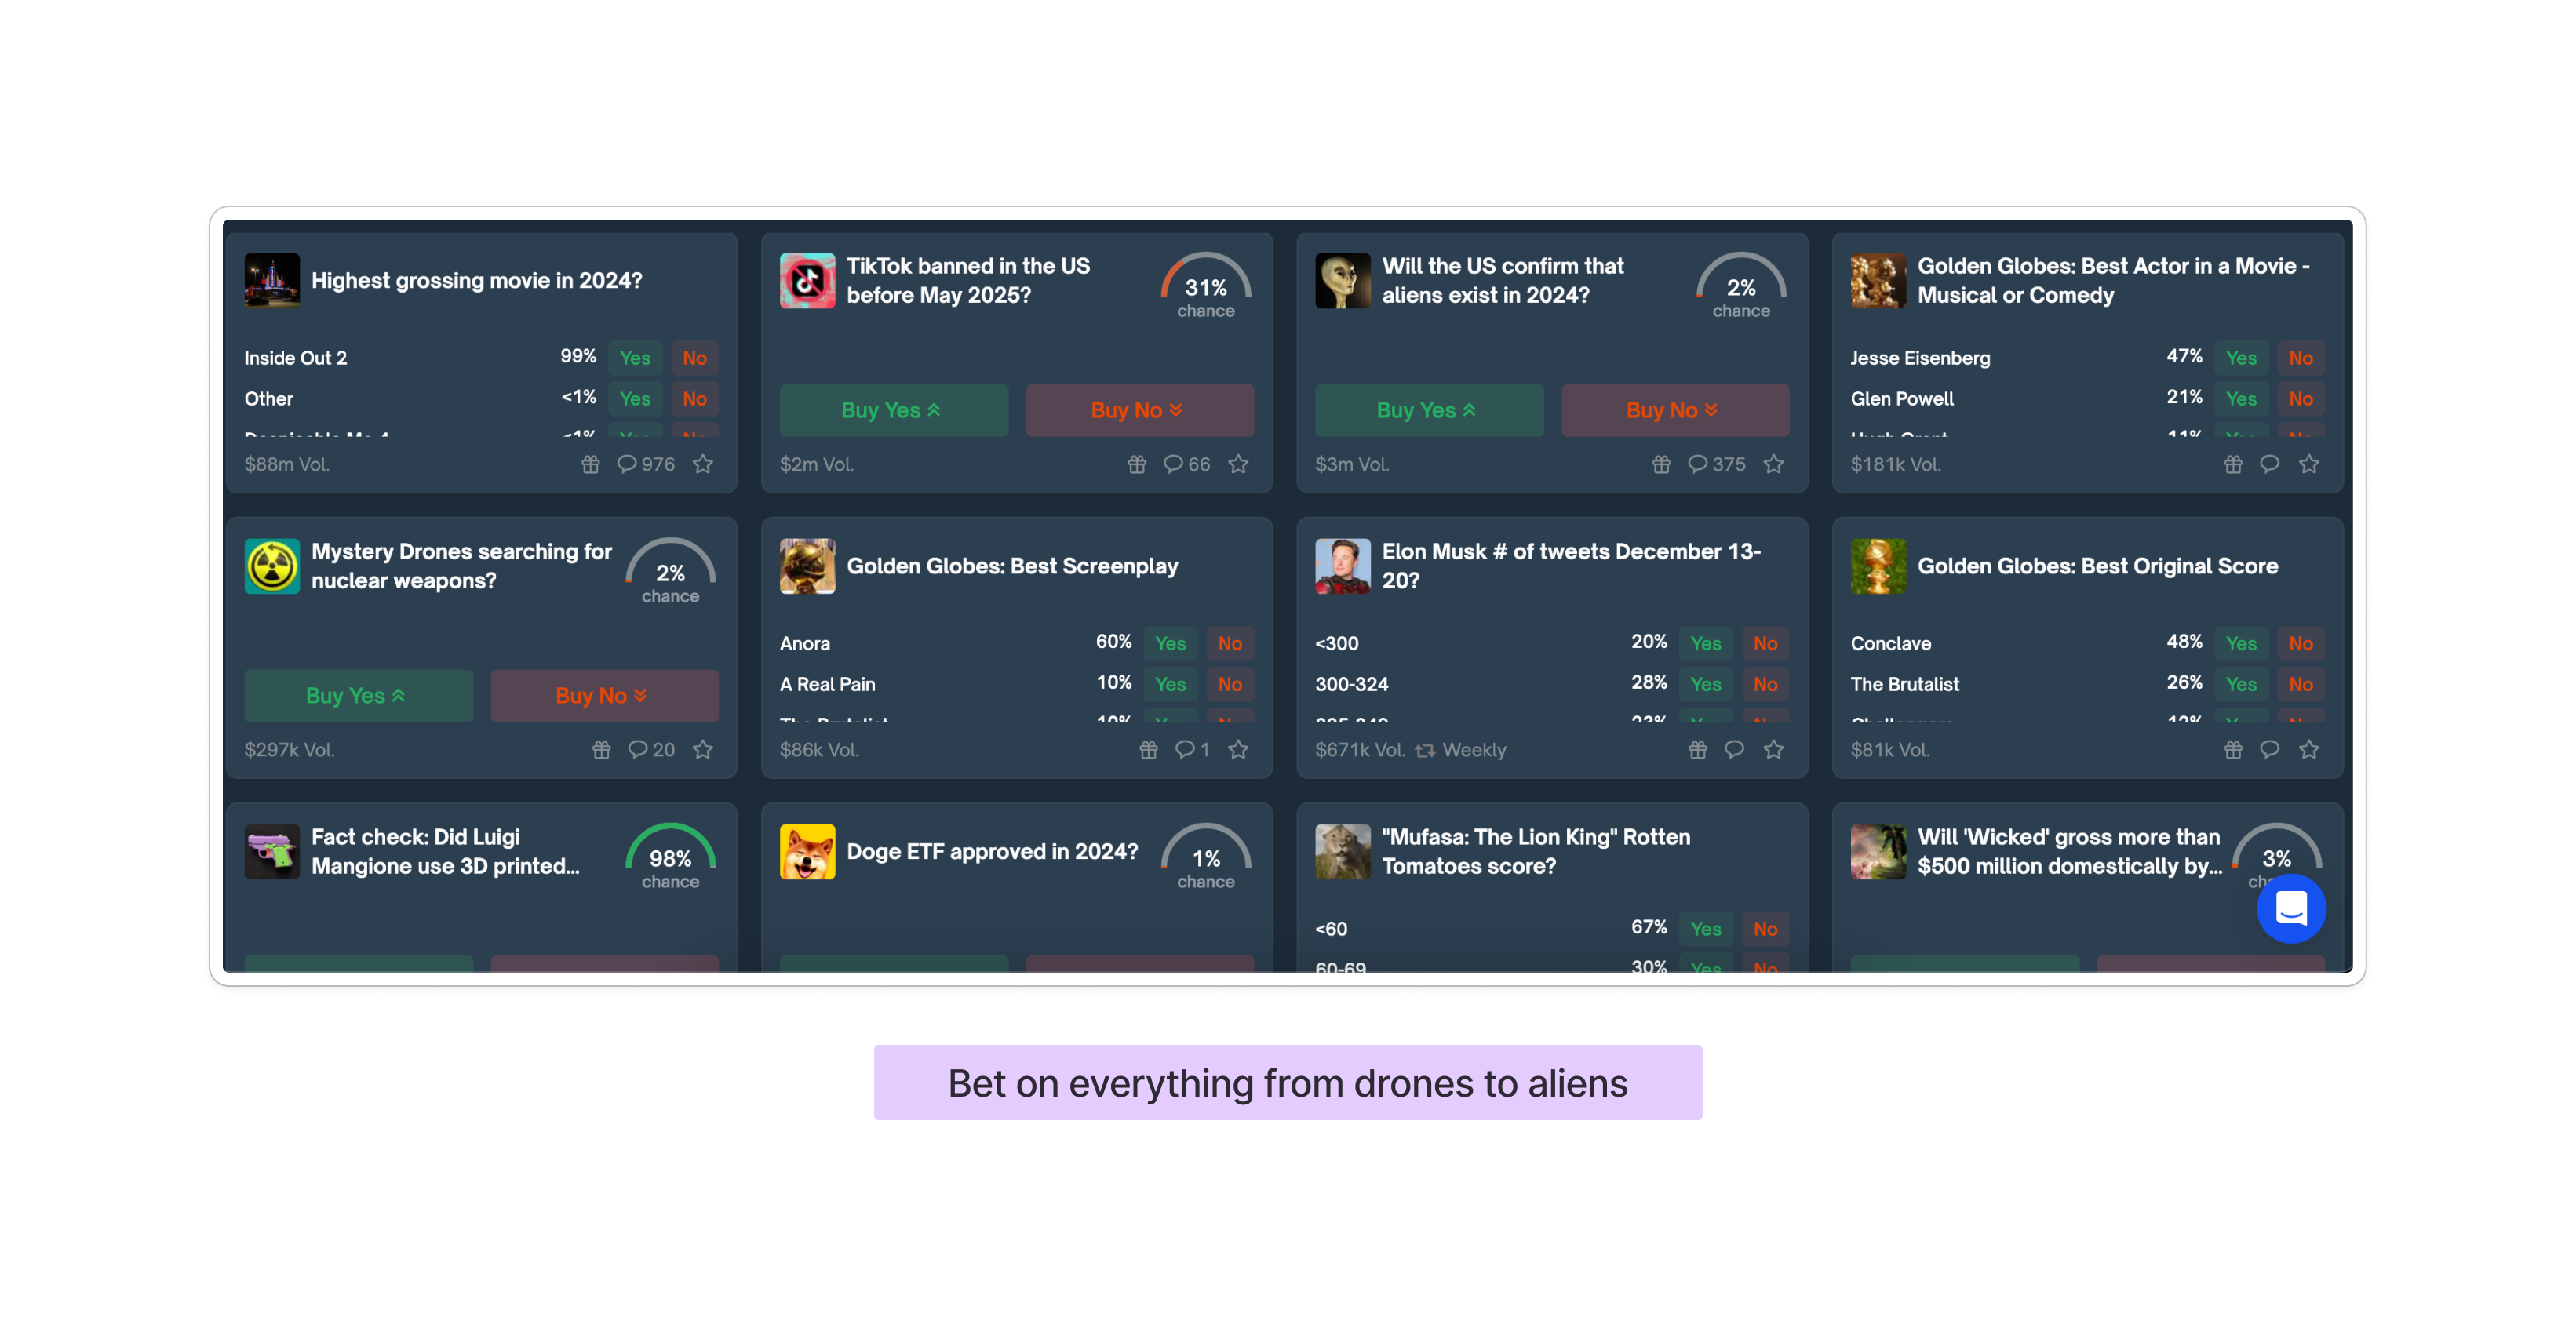 Highest grossing movie in 2024?
Inside Out 2 99% Yes No
Other <1% Yes No
<1%
$88m Vol. 976
TikTok banned in the US
before May 2025?
31%
chance
Buy Yes Buy No
$2m Vol. 66
Will the US confirm that
aliens exist in 2024?
2%
chance
Buy Yes Buy No
$3m Vol. 375
Golden Globes: Best Actor in a Movie -
Musical or Comedy
Jesse Eisenberg 47% Yes No
Glen Powell 21% Yes No
11%
$181k Vol.
Mystery Drones searching for
nuclear weapons?
2%
chance
Buy Yes Buy No
$297k Vol. 20
Golden Globes: Best Screenplay
Anora 60% Yes No
A Real Pain 10% Yes No
The Brutalist 10%
$86k Vol. 1
Elon Musk # of tweets December 13-
20?
<300 20% Yes No
300-324 28% Yes No
325-349 23%
$671k Vol. Weekly
Golden Globes: Best Original Score
Conclave 48% Yes No
The Brutalist 26% Yes No
Challengers 12%
$81k Vol.
Fact check: Did Luigi
Mangione use 3D printed...
98%
chance
Doge ETF approved in 2024?
1%
chance
"Mufasa: The Lion King" Rotten
Tomatoes score?
<60 67% Yes No
60-69 30% Yes No
Will 'Wicked' gross more than
$500 million domestically by...
3%
Bet on everything from drones to aliens